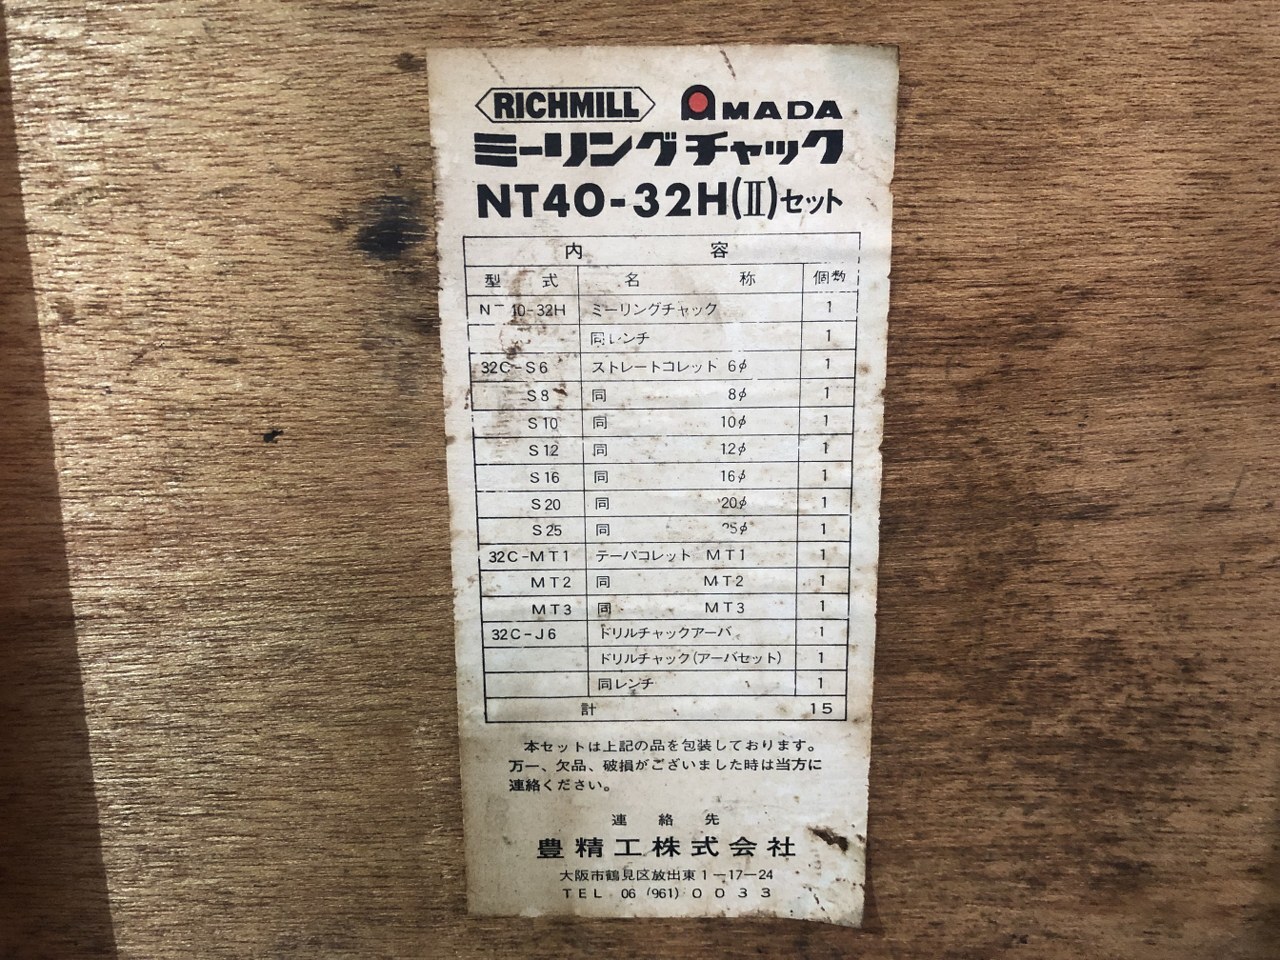 RICHMILL AMADA
ミーリングチャック
NT40-32H(Ⅱ)セット
内 容
型 式 名 称 個数
ミーリングチャック 1
同レンチ 1
32C-S6 ストレートコレット 6φ 1
S8 同 8φ 1
S10 同 10φ 1
S12 同 12φ 1
S16 同 16φ 1
S20 同 20φ 1
S25 同 25φ 1
32C-MT1 テーパコレット MT1 1
MT2 同 MT2 1
MT3 同 MT3 1
32C-J6 ドリルチャックアーバ 1
ドリルチャック(アーバセット) 1
同レンチ 1
計 15
本セットは上記の品を包装しております。
万一、欠品、破損がございました時は当方に
連絡ください。
連 絡 先
豊精工株式会社
大阪市鶴見区放出東1-17-24
TEL 06 (961) 0033